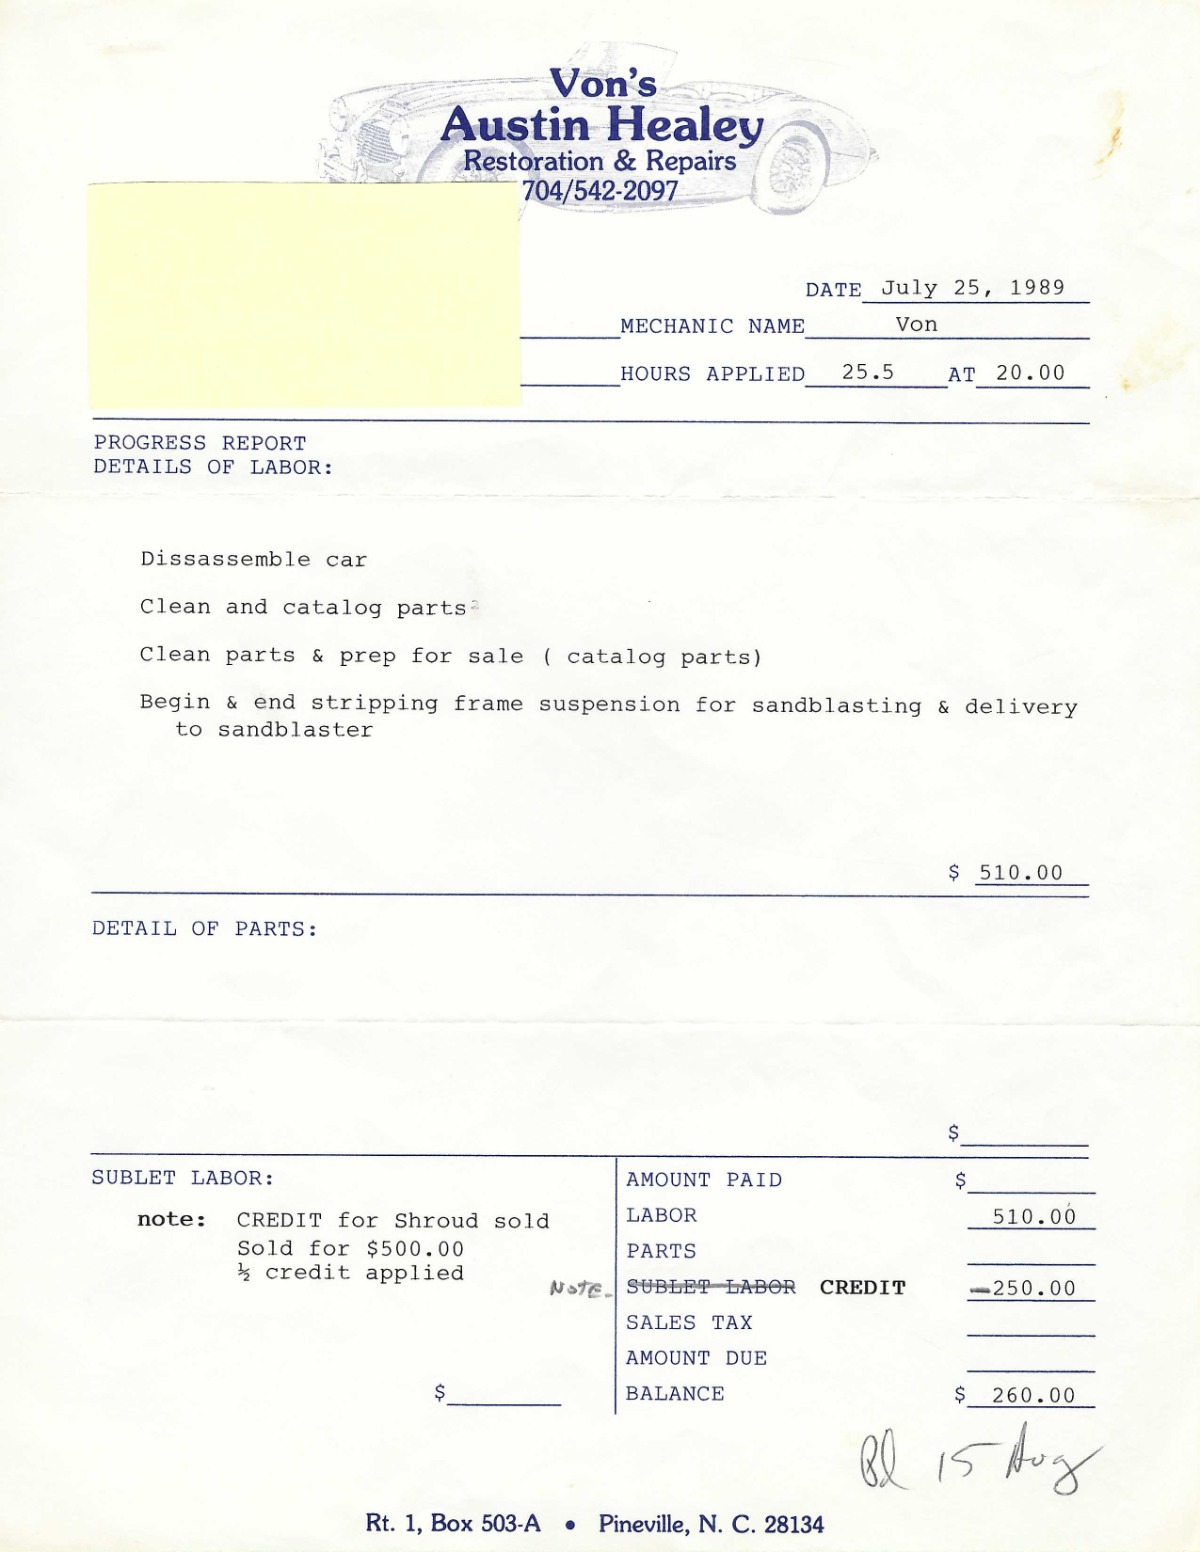 Von's
Austin Healey
Restoration & Repairs
704/542-2097
DATE July 25, 1989
MECHANIC NAME Von
HOURS APPLIED 25.5 AT 20.00
PROGRESS REPORT
DETAILS OF LABOR:
Dissassemble car
Clean and catalog parts
Clean parts & prep for sale ( catalog parts)
Begin & end stripping frame suspension for sandblasting & delivery
to sandblaster
$ 510.00
DETAIL OF PARTS:
$
SUBLET LABOR:
note: CREDIT for Shroud sold
Sold for $500.00
½ credit applied
$
AMOUNT PAID $
LABOR 510.00
PARTS
NOTE- SUBLET LABOR CREDIT -250.00
SALES TAX
AMOUNT DUE
BALANCE $ 260.00
Pd 15 Aug
Rt. 1, Box 503-A • Pineville, N. C. 28134